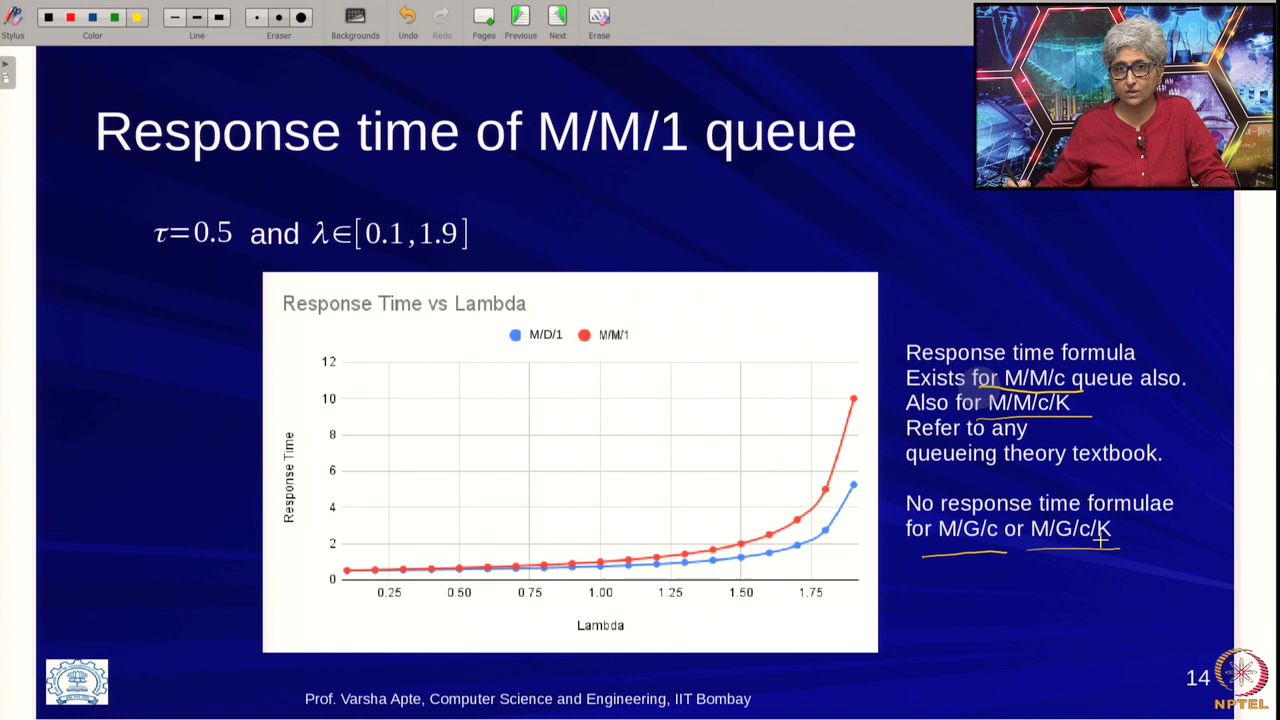 Stylus
Color
Line
Eraser
Backgrounds
Undo
Redo
Pages
Previous
Next
Erase
Response time of M/M/1 queue
τ=0.5 and λ∈[0.1,1.9]
Response Time vs Lambda
M/D/1
M/M/1
Response Time
12
10
8
6
4
2
0
0.25
0.50
0.75
1.00
1.25
1.50
1.75
Lambda
Response time formula
Exists for M/M/c queue also.
Also for M/M/c/K
Refer to any
queueing theory textbook.
No response time formulae
for M/G/c or M/G/c/K
Prof. Varsha Apte, Computer Science and Engineering, IIT Bombay
14
NPTEL